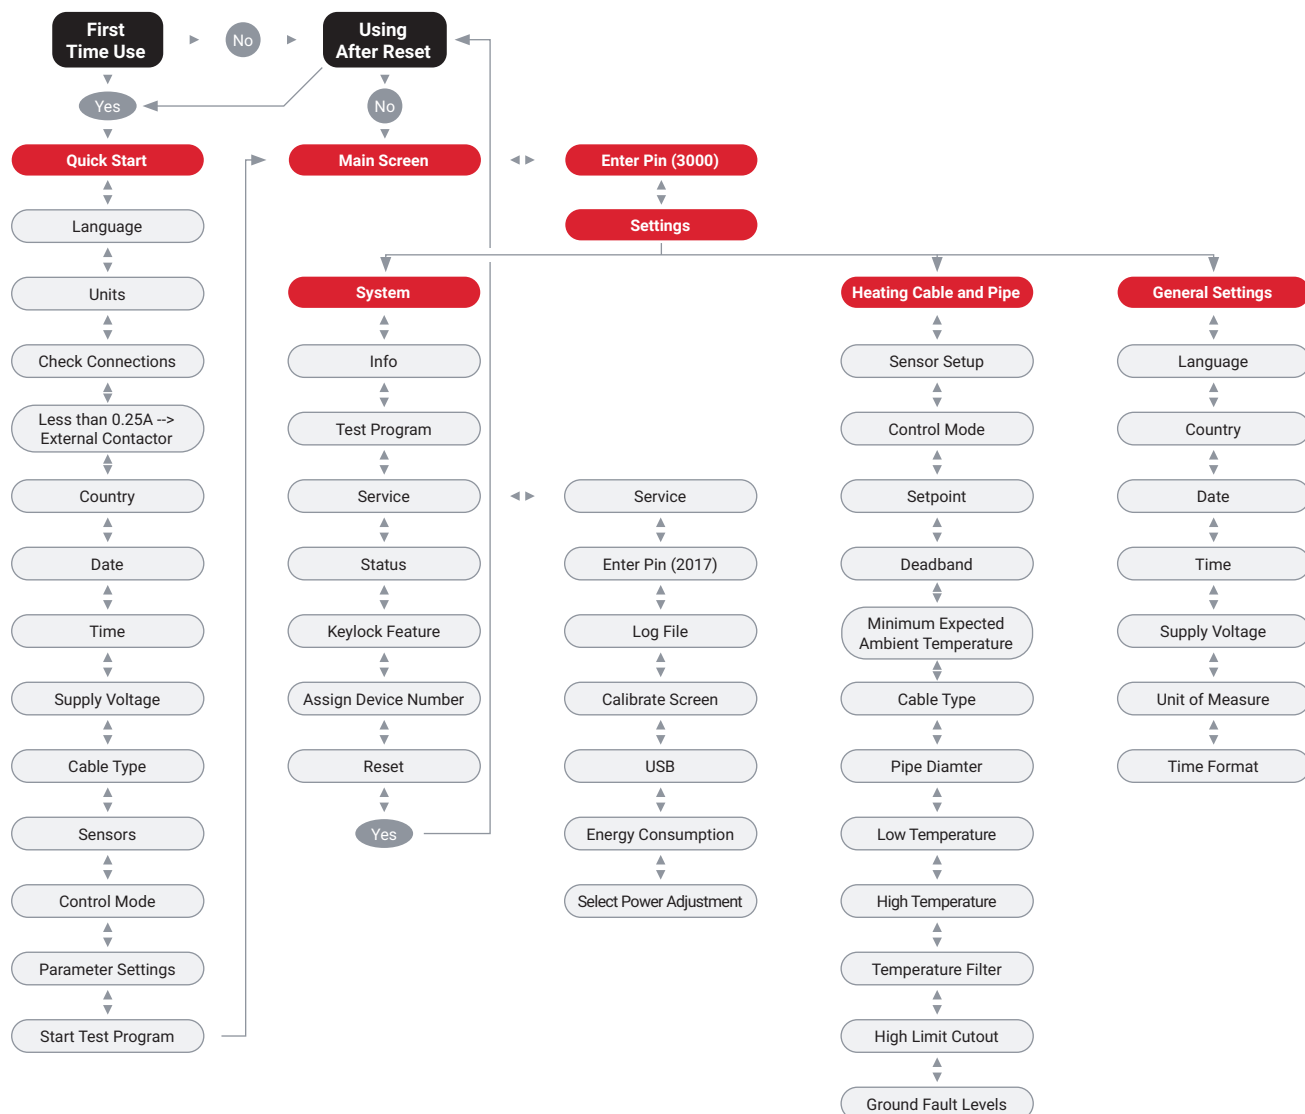 First
Time Use
No
Using
After Reset
Yes
No
Quick Start
Main Screen
Enter Pin (3000)
Language
Settings
Units
System
Heating Cable and Pipe
General Settings
Check Connections
Info
Sensor Setup
Language
Less than 0.25A -->
External Contactor
Test Program
Control Mode
Country
Country
Service
Service
Setpoint
Date
Date
Status
Enter Pin (2017)
Deadband
Time
Time
Keylock Feature
Log File
Minimum Expected
Ambient Temperature
Supply Voltage
Supply Voltage
Assign Device Number
Calibrate Screen
Cable Type
Unit of Measure
Cable Type
Reset
USB
Pipe Diamter
Time Format
Sensors
Yes
Energy Consumption
Low Temperature
Control Mode
Select Power Adjustment
High Temperature
Parameter Settings
Temperature Filter
Start Test Program
High Limit Cutout
Ground Fault Levels